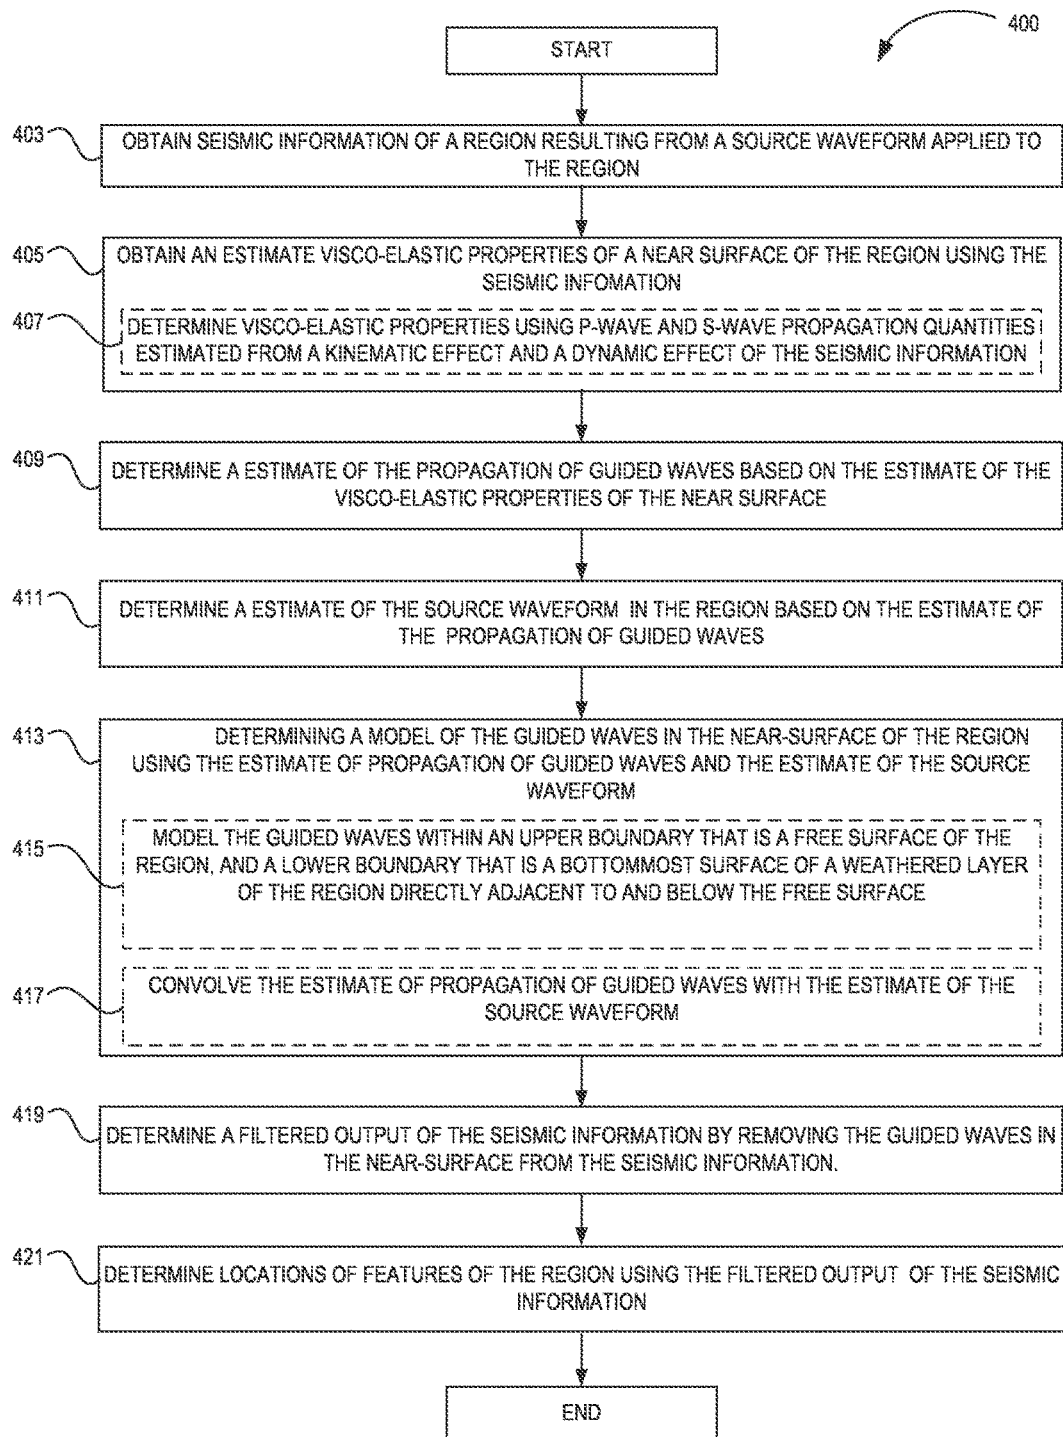 400
START
403
OBTAIN SEISMIC INFORMATION OF A REGION RESULTING FROM A SOURCE WAVEFORM APPLIED TO
THE REGION
405
OBTAIN AN ESTIMATE VISCO-ELASTIC PROPERTIES OF A NEAR SURFACE OF THE REGION USING THE
SEISMIC INFOMATION
407
DETERMINE VISCO-ELASTIC PROPERTIES USING P-WAVE AND S-WAVE PROPAGATION QUANTITIES
ESTIMATED FROM A KINEMATIC EFFECT AND A DYNAMIC EFFECT OF THE SEISMIC INFORMATION
409
DETERMINE A ESTIMATE OF THE PROPAGATION OF GUIDED WAVES BASED ON THE ESTIMATE OF THE
VISCO-ELASTIC PROPERTIES OF THE NEAR SURFACE
411
DETERMINE A ESTIMATE OF THE SOURCE WAVEFORM IN THE REGION BASED ON THE ESTIMATE OF
THE PROPAGATION OF GUIDED WAVES
413
DETERMINING A MODEL OF THE GUIDED WAVES IN THE NEAR-SURFACE OF THE REGION
USING THE ESTIMATE OF PROPAGATION OF GUIDED WAVES AND THE ESTIMATE OF THE SOURCE
WAVEFORM
415
MODEL THE GUIDED WAVES WITHIN AN UPPER BOUNDARY THAT IS A FREE SURFACE OF THE
REGION, AND A LOWER BOUNDARY THAT IS A BOTTOMMOST SURFACE OF A WEATHERED LAYER
OF THE REGION DIRECTLY ADJACENT TO AND BELOW THE FREE SURFACE
417
CONVOLVE THE ESTIMATE OF PROPAGATION OF GUIDED WAVES WITH THE ESTIMATE OF THE
SOURCE WAVEFORM
419
DETERMINE A FILTERED OUTPUT OF THE SEISMIC INFORMATION BY REMOVING THE GUIDED WAVES IN
THE NEAR-SURFACE FROM THE SEISMIC INFORMATION.
421
DETERMINE LOCATIONS OF FEATURES OF THE REGION USING THE FILTERED OUTPUT OF THE SEISMIC
INFORMATION
END